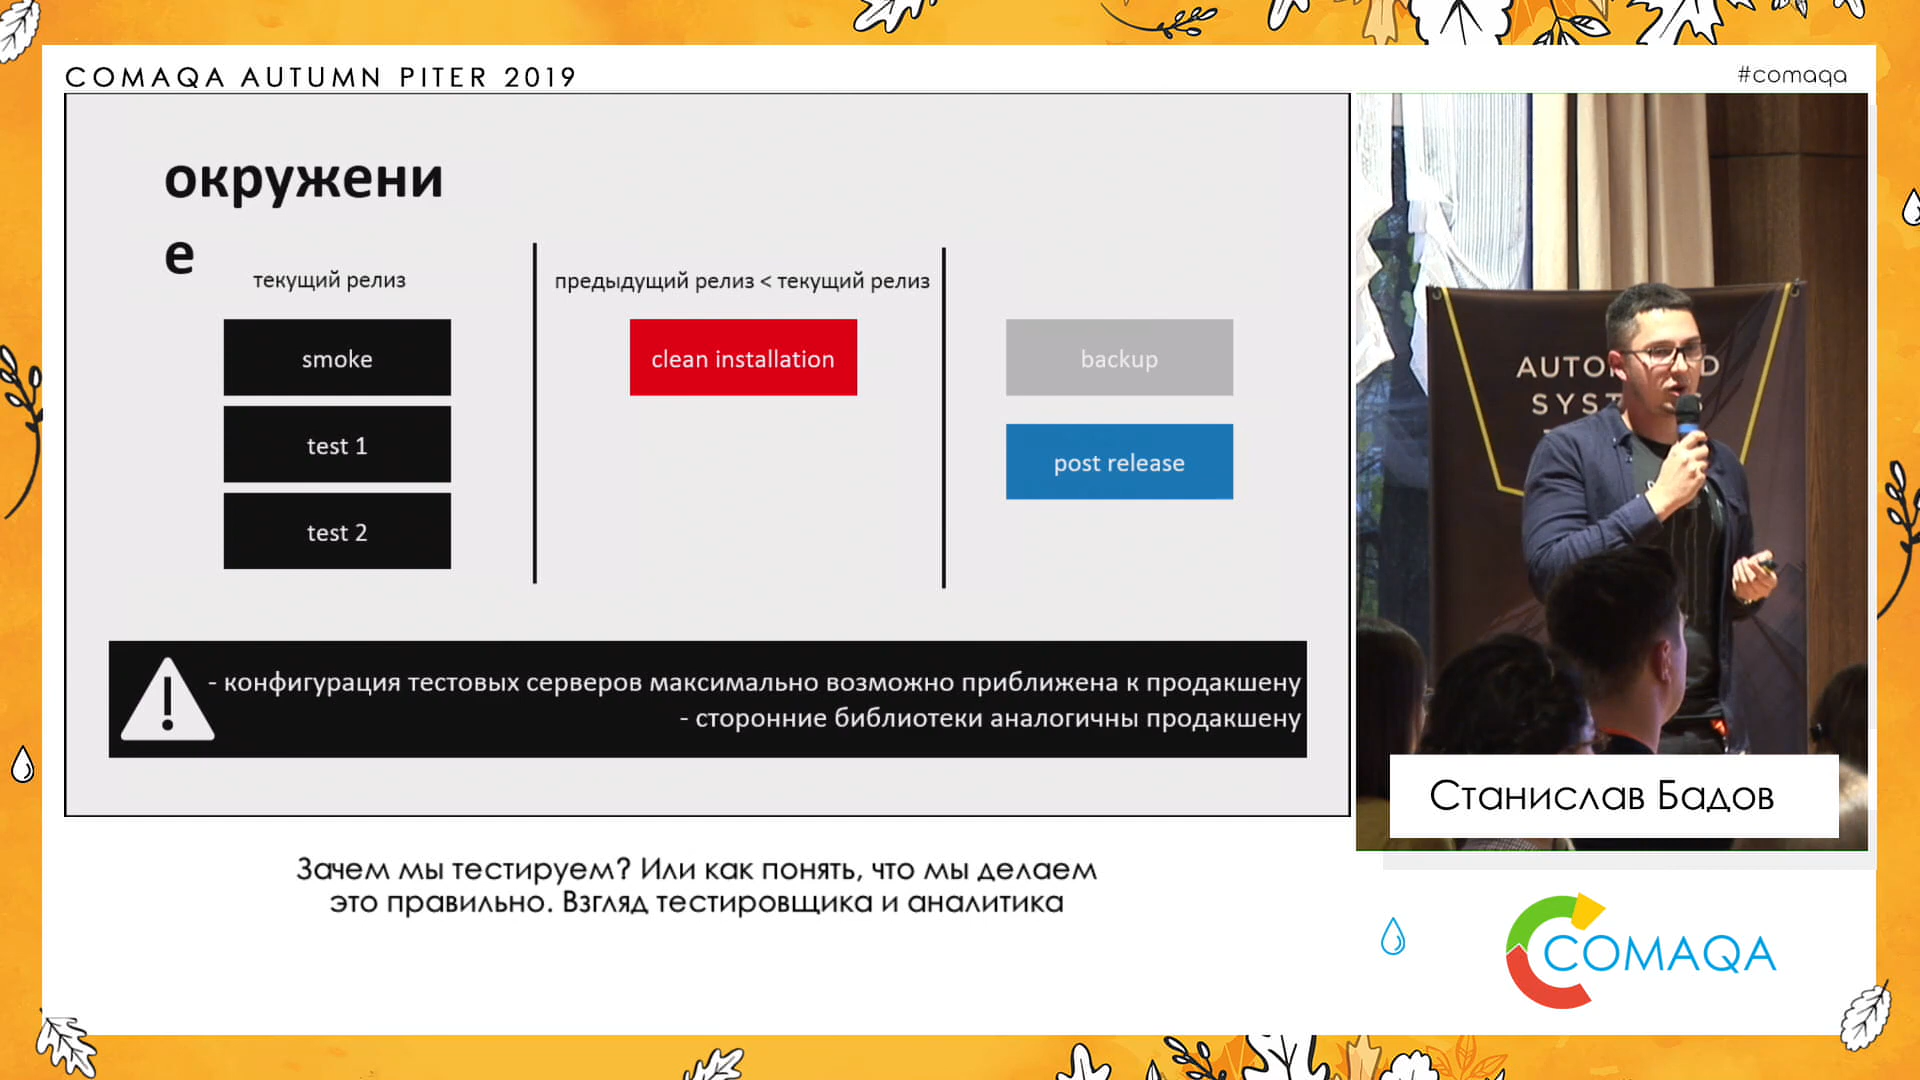 COMAQA AUTUMN PITER 2019
#comaqa
окружени
е
текущий релиз
smoke
test 1
test 2
предыдущий релиз < текущий релиз
clean installation
backup
post release
- конфигурация тестовых серверов максимально возможно приближена к продакшену
- сторонние библиотеки аналогичны продакшену
Станислав Бадов
Зачем мы тестируем? Или как понять, что мы делаем
это правильно. Взгляд тестировщика и аналитика
COMAQA